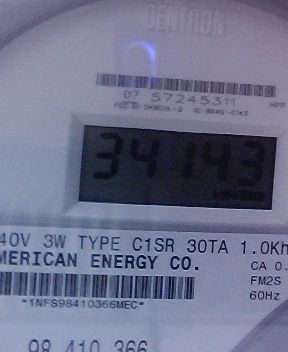 CENTRON
07 57245311
34143
40V 3W TYPE C1SR 30TA 1.0Kh
MERICAN ENERGY CO.
CA 0.
FM2S
60Hz
*1NFS98410366MEC*
98 410 366